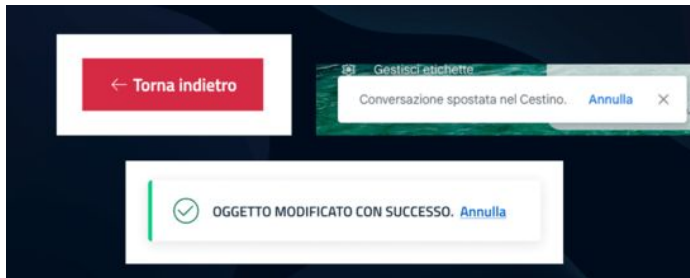 ← Torna indietro
Gestisci etichette
Conversazione spostata nel Cestino. Annulla ×
OGGETTO MODIFICATO CON SUCCESSO. Annulla